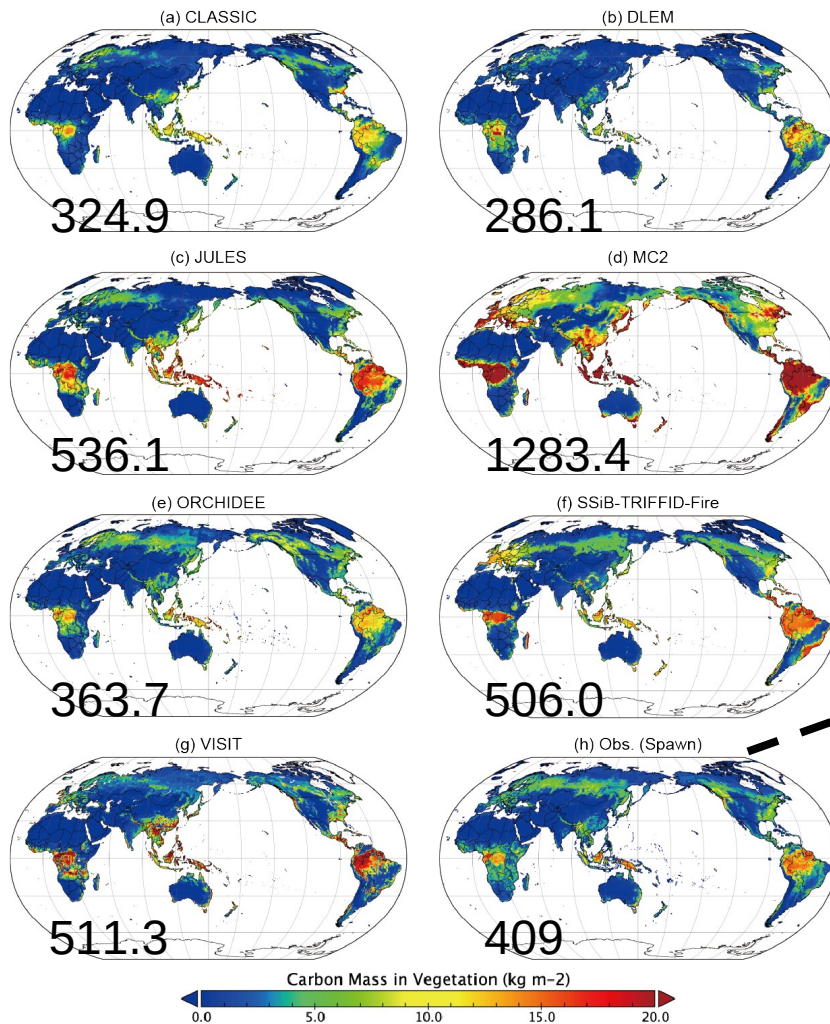 (a) CLASSIC
(b) DLEM
324.9
286.1
(c) JULES
(d) MC2
536.1
1283.4
(e) ORCHIDEE
(f) SSiB-TRIFFID-Fire
363.7
506.0
(g) VISIT
(h) Obs. (Spawn)
511.3
409
Carbon Mass in Vegetation (kg m-2)
0.0 5.0 10.0 15.0 20.0